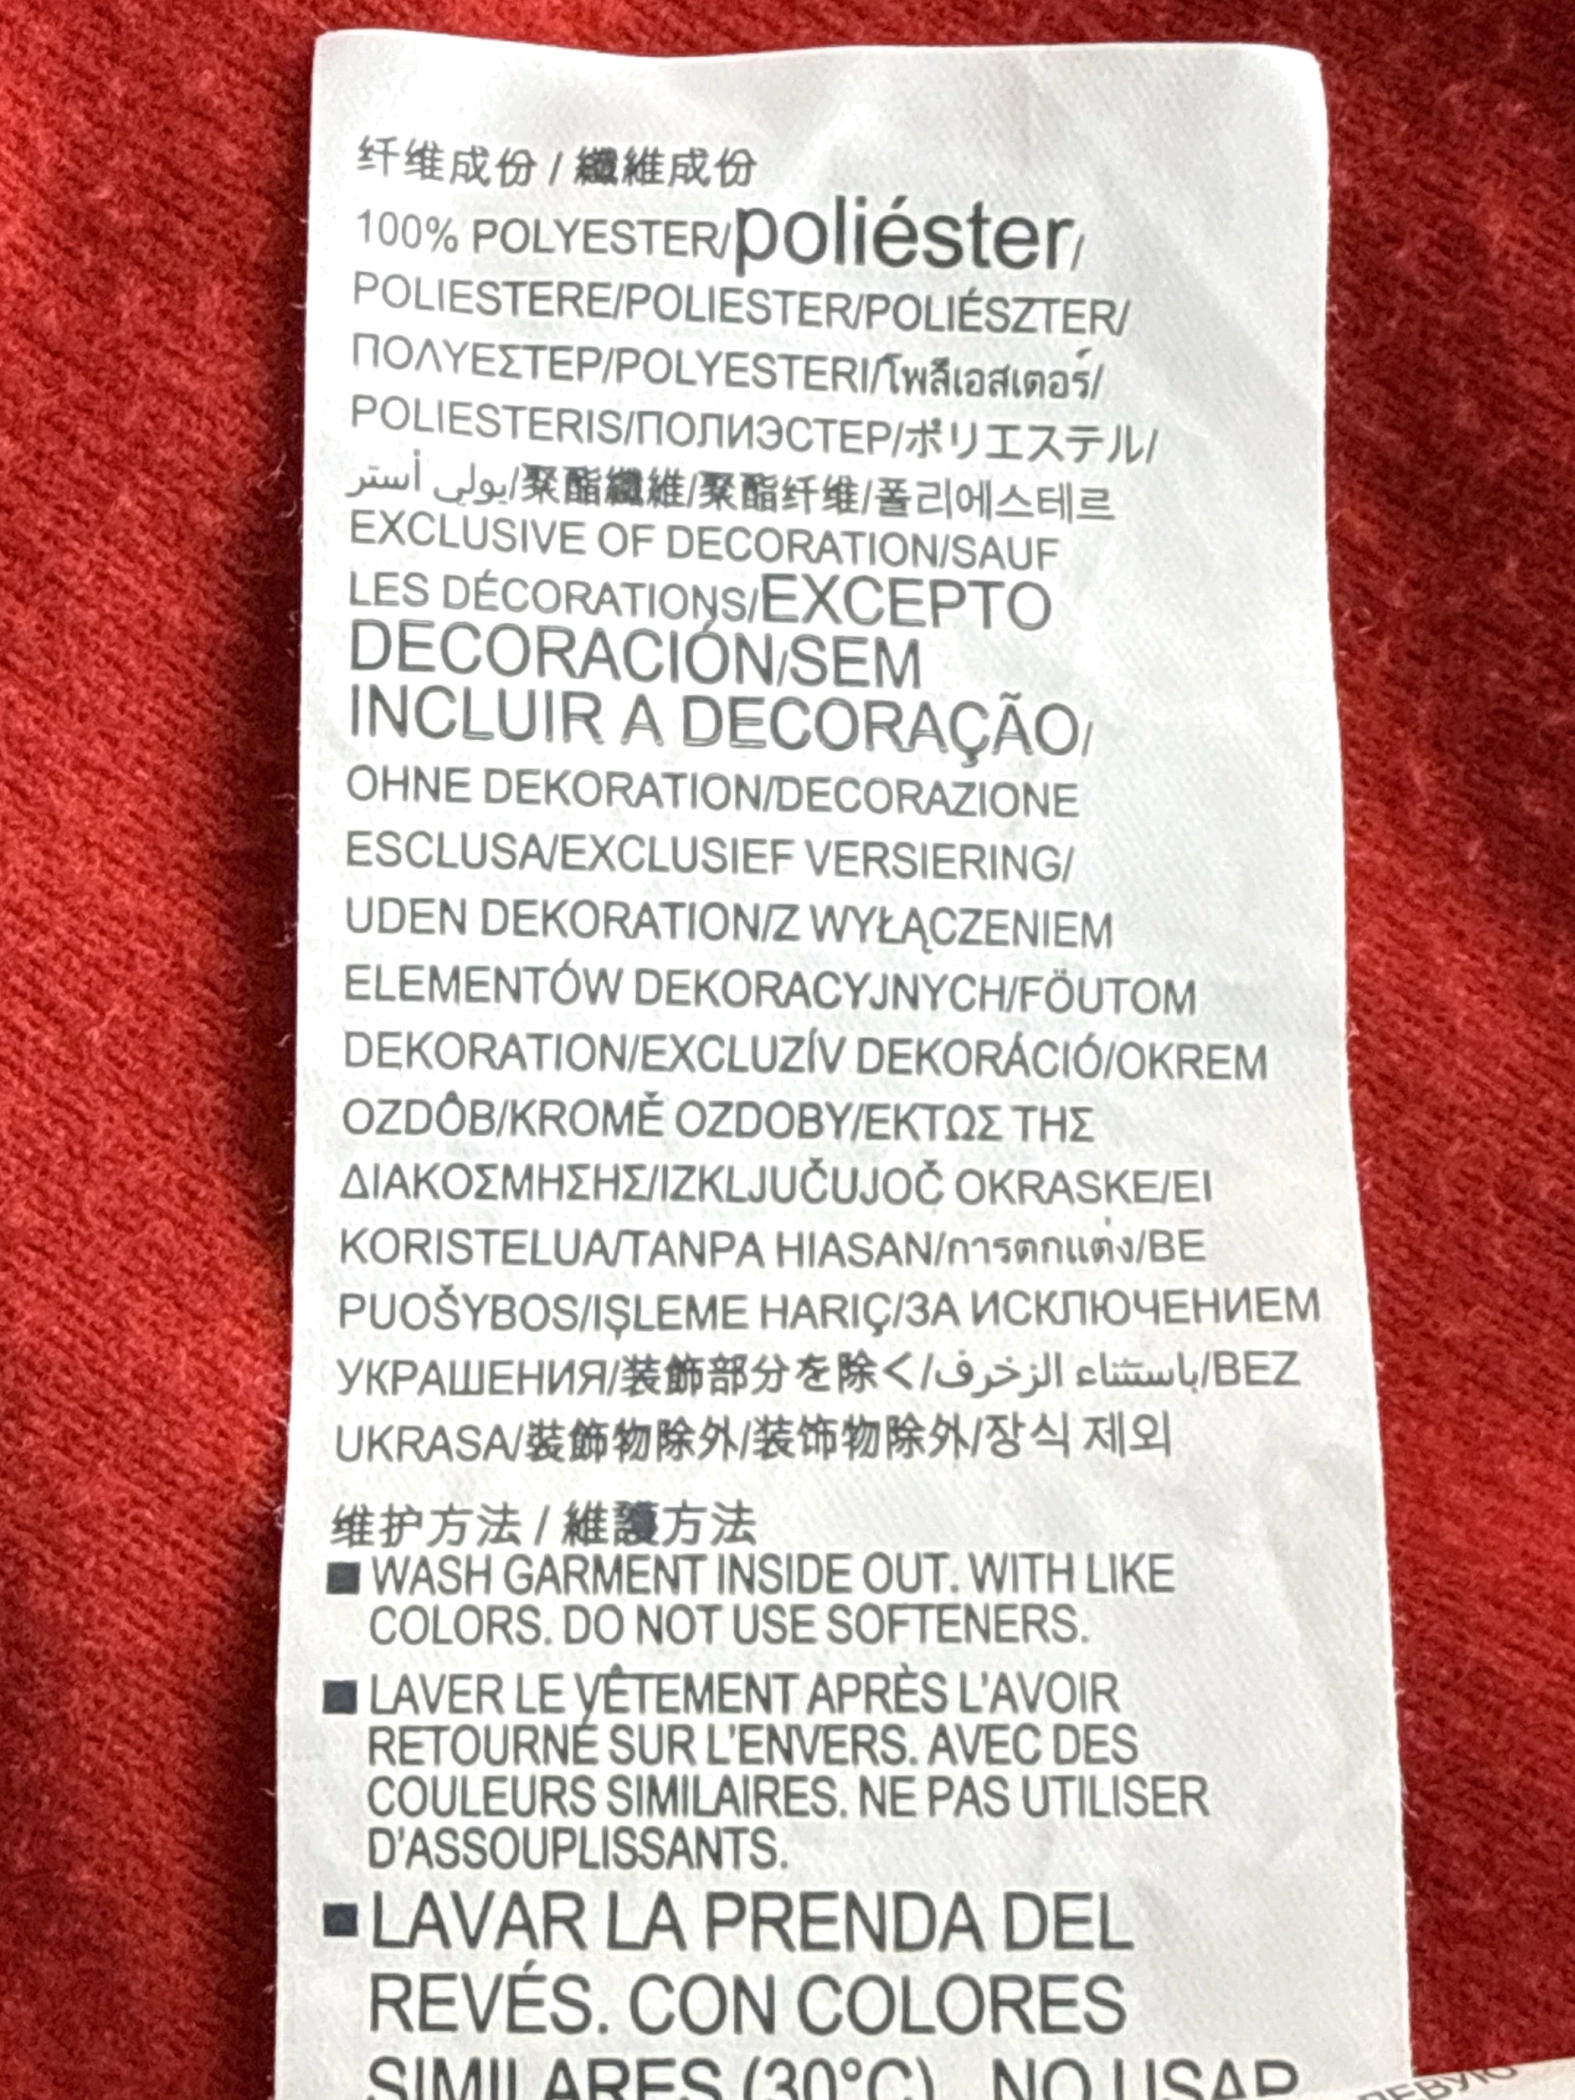 纤维成份 / 纖維成份
100% POLYESTER/poliéster/
POLIESTERE/POLIESTER/POLIÉSZTER/
ΠΟΛΥΕΣΤΕΡ/POLYESTERI/โพลีเอสเตอร์/
POLIESTERIS/ПОЛИЭСТЕР/ポリエステル/
بولي أستر/聚酯纖維/聚酯纤维/폴리에스테르
EXCLUSIVE OF DECORATION/SAUF
LES DÉCORATIONS/EXCEPTO
DECORACIÓN/SEM
INCLUIR A DECORAÇÃO/
OHNE DEKORATION/DECORAZIONE
ESCLUSA/EXCLUSIEF VERSIERING/
UDEN DEKORATION/Z WYŁĄCZENIEM
ELEMENTÓW DEKORACYJNYCH/FÖUTOM
DEKORATION/EXCLUZÍV DEKORÁCIÓ/OKREM
OZDÔB/KROMĚ OZDOBY/ΕΚΤΩΣ ΤΗΣ
ΔΙΑΚΟΣΜΗΣΗΣ/IZKLJUČUJOČ OKRASKE/EI
KORISTELUA/TANPA HIASAN/การตกแต่ง/BE
PUOŠYBOS/IŞLEME HARIÇ/ЗА ИСКЛЮЧЕНИЕМ
УКРАШЕНИЯ/装飾部分を除く/باستثناء الزخرف/BEZ
UKRASA/裝飾物除外/装饰物除外/장식 제외
维护方法 / 維護方法
■ WASH GARMENT INSIDE OUT. WITH LIKE
COLORS. DO NOT USE SOFTENERS.
■ LAVER LE VÊTEMENT APRÈS L'AVOIR
RETOURNÉ SUR L'ENVERS. AVEC DES
COULEURS SIMILAIRES. NE PAS UTILISER
D'ASSOUPLISSANTS.
■ LAVAR LA PRENDA DEL
REVÉS. CON COLORES
SIMILARES (30°C). NO USAR